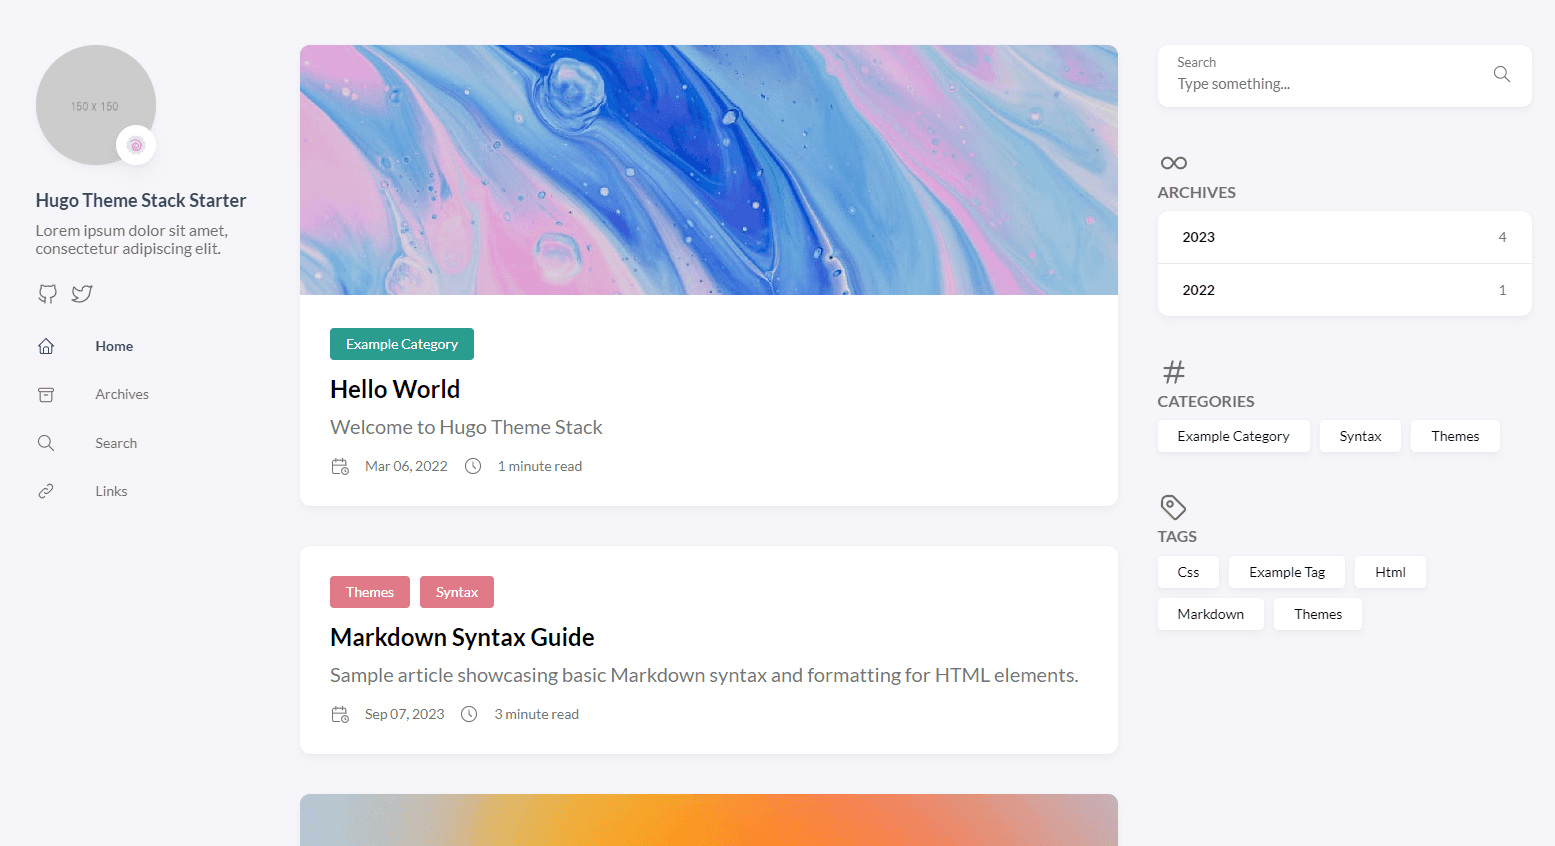 150 x 150
Hugo Theme Stack Starter
Lorem ipsum dolor sit amet,
consectetur adipiscing elit.
Home
Archives
Search
Links
Example Category
Hello World
Welcome to Hugo Theme Stack
Mar 06, 2022 1 minute read
Themes Syntax
Markdown Syntax Guide
Sample article showcasing basic Markdown syntax and formatting for HTML elements.
Sep 07, 2023 3 minute read
Search
Type something...
ARCHIVES
2023 4
2022 1
CATEGORIES
Example Category Syntax Themes
TAGS
Css Example Tag Html
Markdown Themes